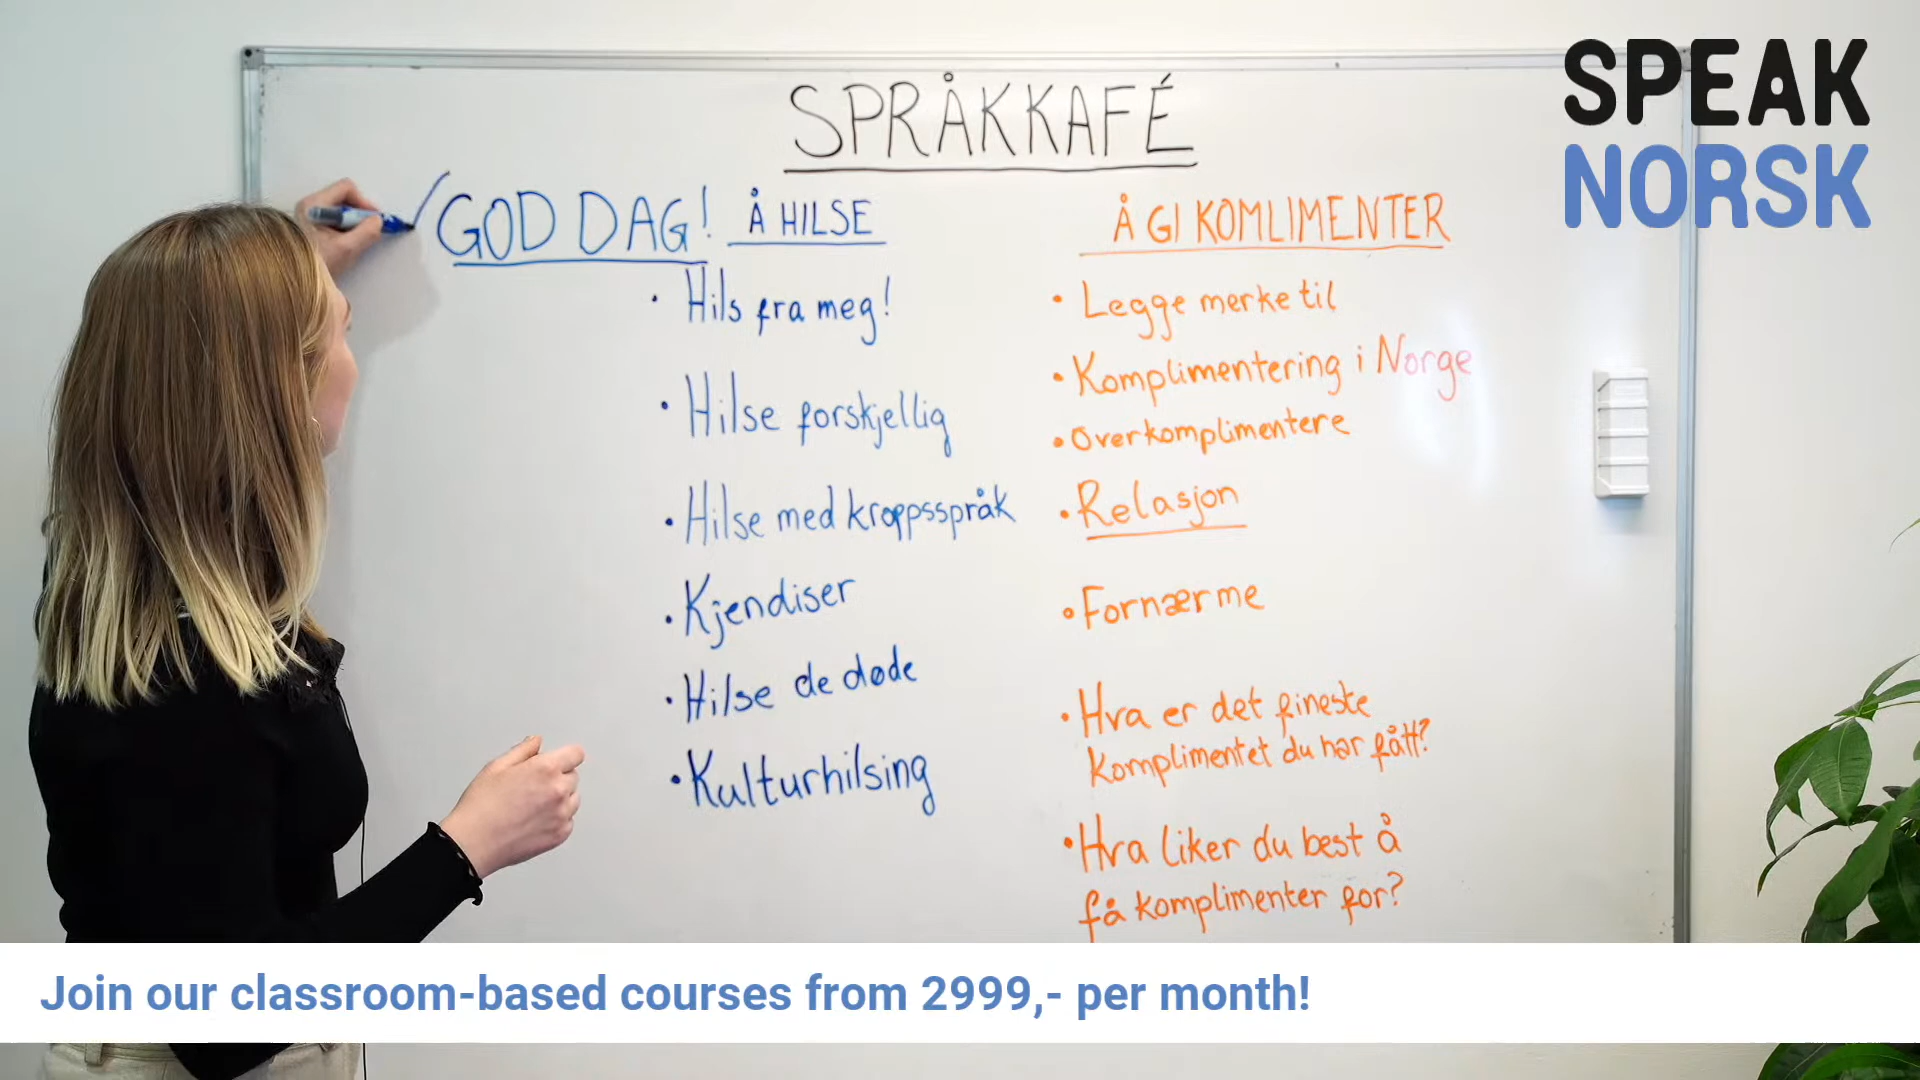 SPRÅKKAFÉ
SPEAK
NORSK
GOD DAG!
Å HILSE
• Hils fra meg!
• Hilse forskjellig
• Hilse med kroppsspråk
• Kjendiser
• Hilse de døde
• Kulturhilsing
Å GI KOMLIMENTER
• Legge merke til
• Komplimentering i Norge
• Overkomplimentere
• Relasjon
• Fornærme
• Hva er det fineste
komplimentet du har fått?
• Hva liker du best å
få komplimenter for?
Join our classroom-based courses from 2999,- per month!